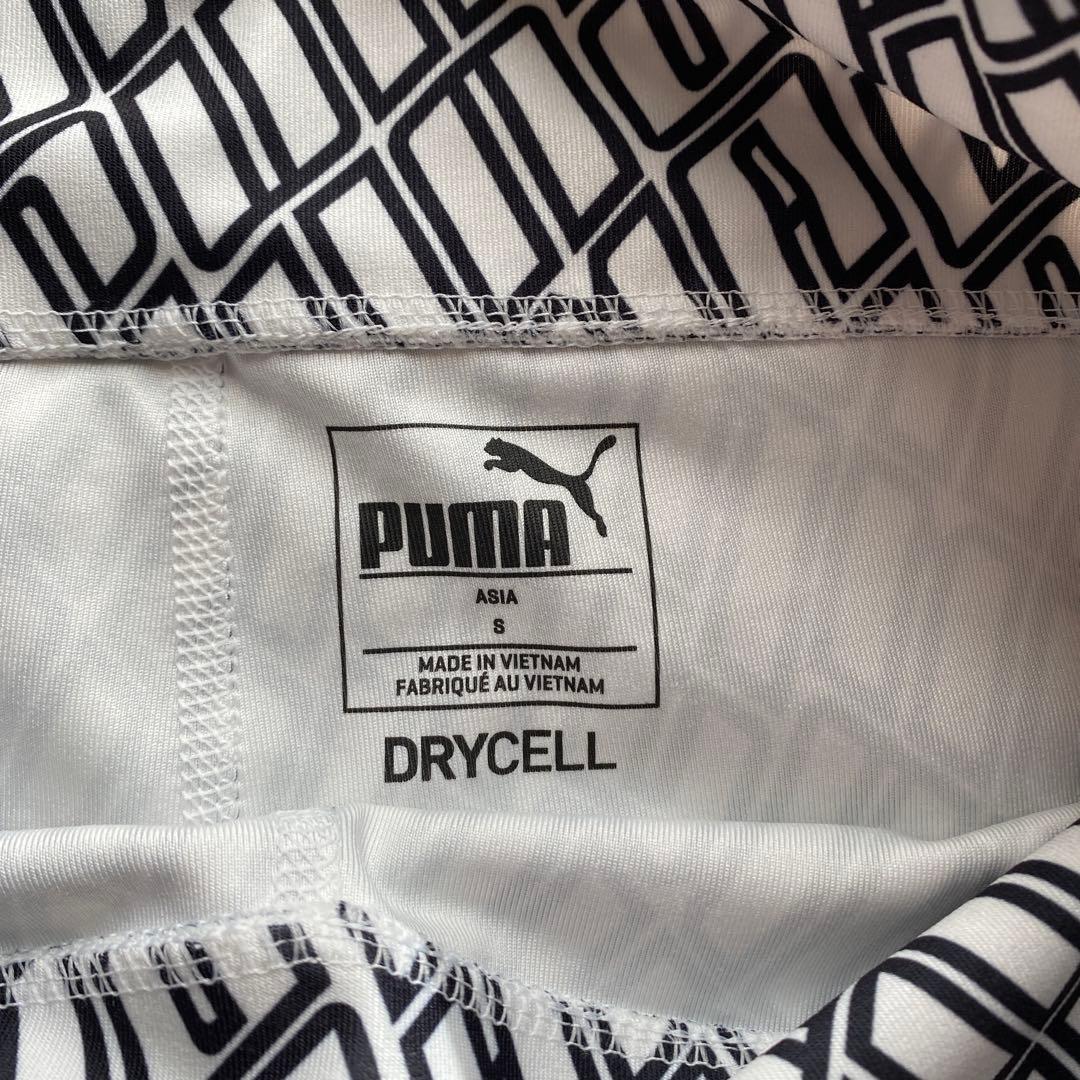 PUMA
ASIA
S
MADE IN VIETNAM
FABRIQUÉ AU VIETNAM
DRYCELL